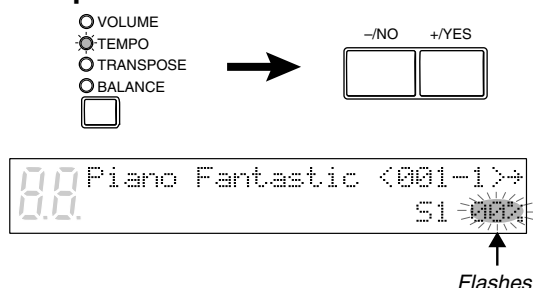 VOLUME
TEMPO
TRANSPOSE
BALANCE
–/NO +/YES
Piano Fantastic <001-1>→
S1
Flashes